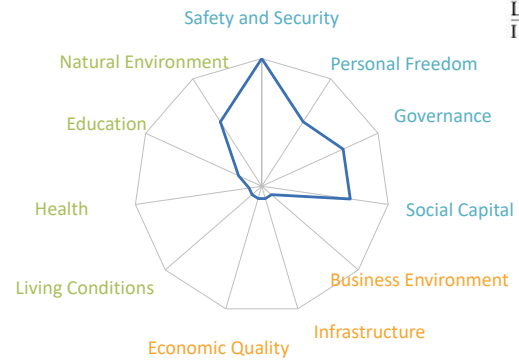 Safety and Security
Natural Environment
Personal Freedom
Education
Governance
Health
Social Capital
Living Conditions
Business Environment
Economic Quality
Infrastructure